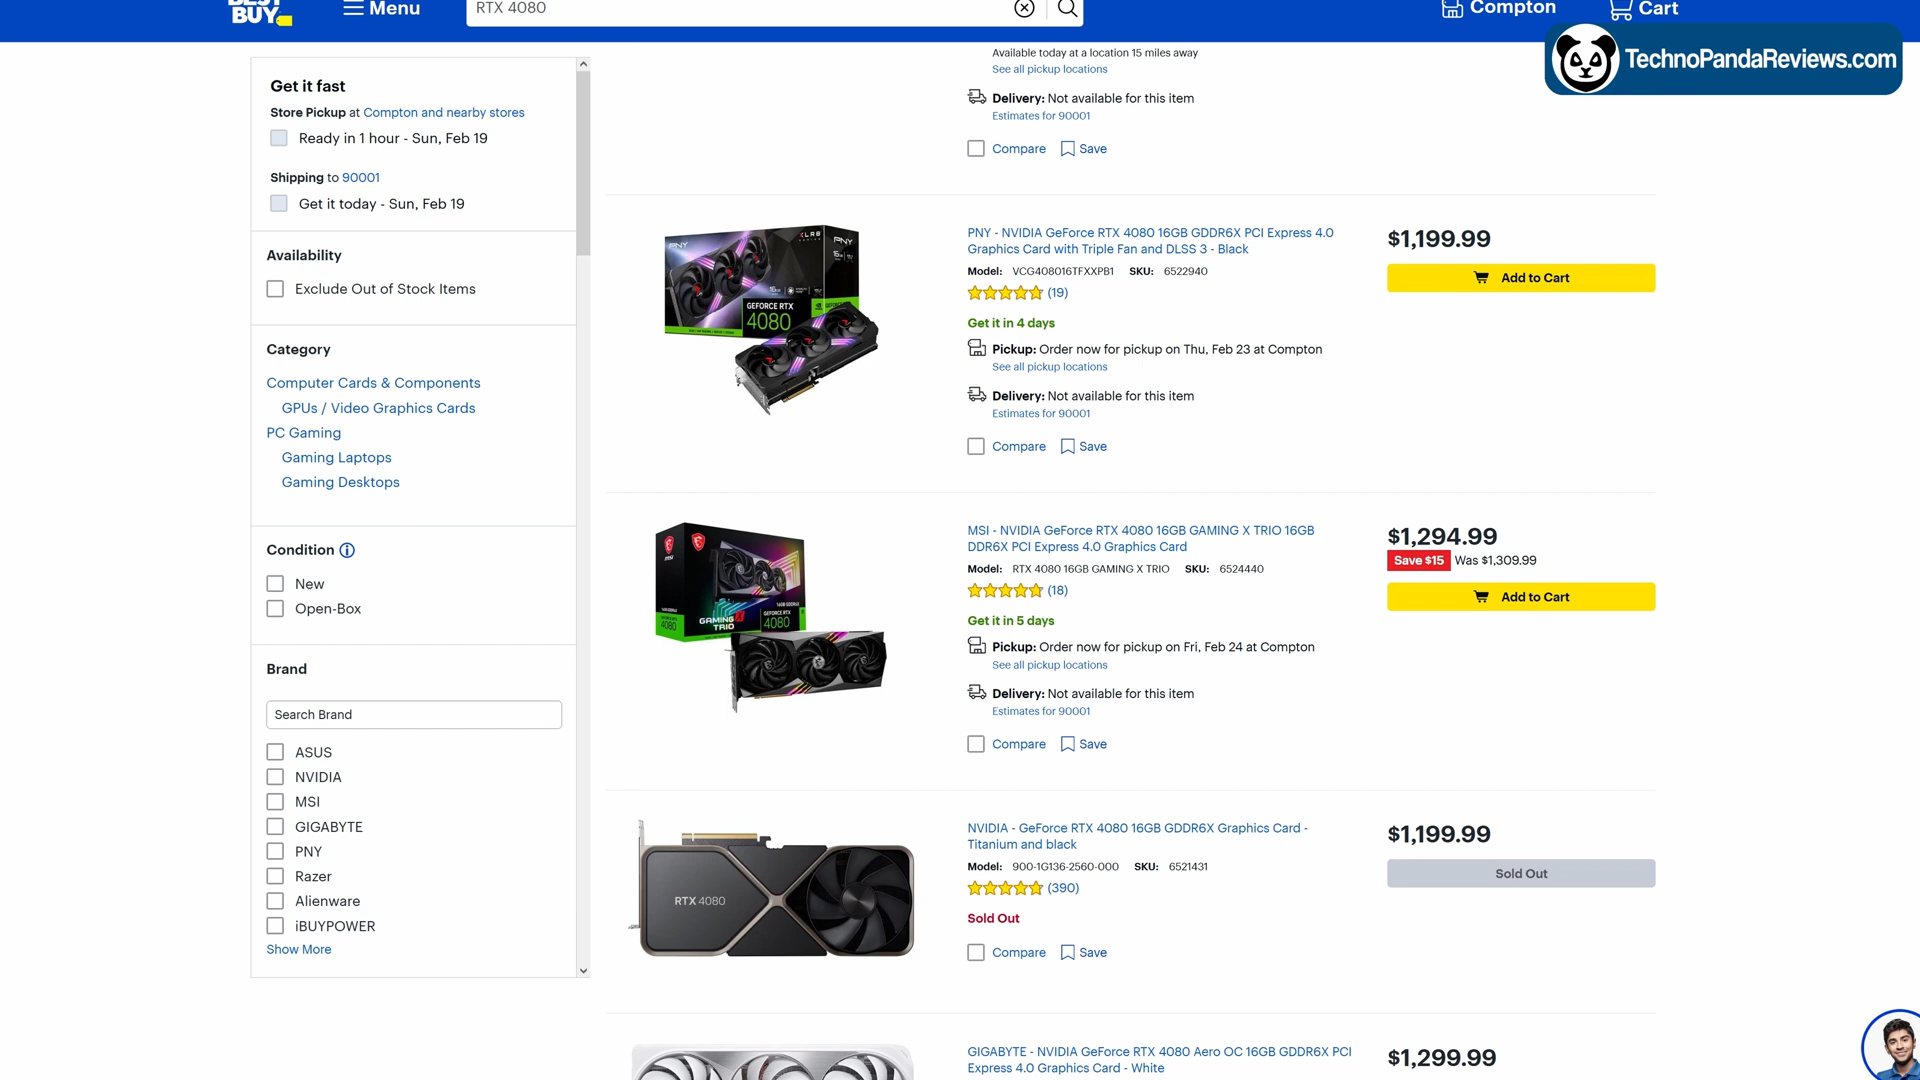 BEST
BUY
Menu
RTX 4080
Compton
Cart
TechnoPandaReviews.com
Get it fast
Store Pickup at Compton and nearby stores
Ready in 1 hour - Sun, Feb 19
Shipping to 90001
Get it today - Sun, Feb 19
Availability
Exclude Out of Stock Items
Category
Computer Cards & Components
GPUs / Video Graphics Cards
PC Gaming
Gaming Laptops
Gaming Desktops
Condition
New
Open-Box
Brand
Search Brand
ASUS
NVIDIA
MSI
GIGABYTE
PNY
Razer
Alienware
iBUYPOWER
Show More
Available today at a location 15 miles away
See all pickup locations
Delivery: Not available for this item
Estimates for 90001
Compare Save
PNY
XLR8
PNY
GEFORCE RTX
4080
PNY - NVIDIA GeForce RTX 4080 16GB GDDR6X PCI Express 4.0
Graphics Card with Triple Fan and DLSS 3 - Black
Model: VCG408016TFXXPB1 SKU: 6522940
(19)
Get it in 4 days
Pickup: Order now for pickup on Thu, Feb 23 at Compton
See all pickup locations
Delivery: Not available for this item
Estimates for 90001
Compare Save
$1,199.99
Add to Cart
GAMING X
TRIO
GEFORCE RTX
4080
4080
MSI - NVIDIA GeForce RTX 4080 16GB GAMING X TRIO 16GB
DDR6X PCI Express 4.0 Graphics Card
Model: RTX 4080 16GB GAMING X TRIO SKU: 6524440
(18)
Get it in 5 days
Pickup: Order now for pickup on Fri, Feb 24 at Compton
See all pickup locations
Delivery: Not available for this item
Estimates for 90001
Compare Save
$1,294.99
Save $15 Was $1,309.99
Add to Cart
RTX 4080
NVIDIA - GeForce RTX 4080 16GB GDDR6X Graphics Card -
Titanium and black
Model: 900-1G136-2560-000 SKU: 6521431
(390)
Sold Out
Compare Save
$1,199.99
Sold Out
GIGABYTE - NVIDIA GeForce RTX 4080 Aero OC 16GB GDDR6X PCI
Express 4.0 Graphics Card - White
$1,299.99